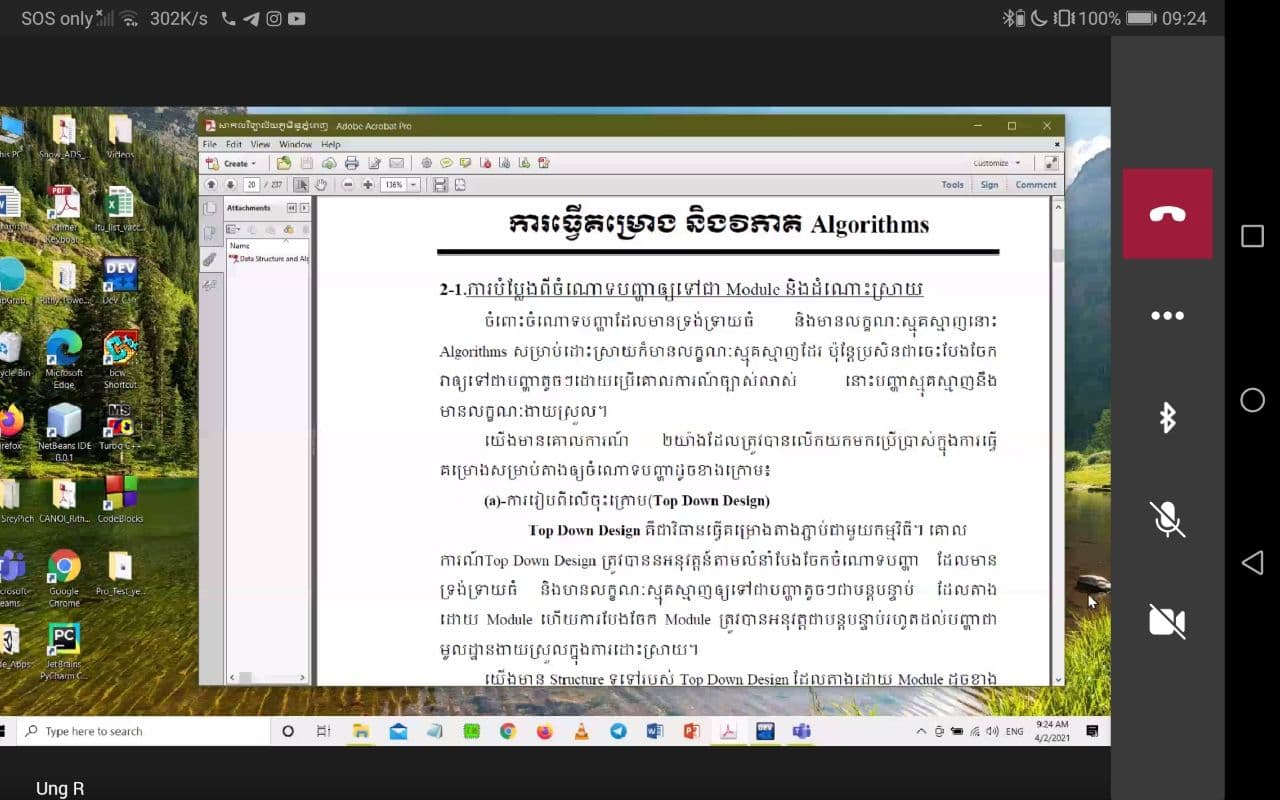 SOS only 302K/s 100% 09:24
សាកលវិទ្យាល័យភូមិន្ទភ្នំពេញ Adobe Acrobat Pro
File Edit View Window Help
Create Customize
20 / 237 136% Tools Sign Comment
Attachments
Name
Data Structure and Alg
ការធ្វើគម្រោង និងវិភាគ Algorithms
2-1.ការបំប្លែងពីចំណោទបញ្ហាឲ្យទៅជា Module និងដំណោះស្រាយ
ចំពោះចំណោទបញ្ហាដែលមានទ្រង់ទ្រាយធំ និងមានលក្ខណៈស្មុគស្មាញនោះ
Algorithms សម្រាប់ដោះស្រាយក៏មានលក្ខណៈស្មុគស្មាញដែរ ប៉ុន្តែប្រសិនជាចេះបែងចែក
វាឲ្យទៅជាបញ្ហាតូចៗដោយប្រើគោលការណ៍ច្បាស់លាស់ នោះបញ្ហាស្មុគស្មាញនឹង
មានលក្ខណៈងាយស្រួល។
យើងមានគោលការណ៍ ២យ៉ាងដែលត្រូវបានលើកយកមកប្រើប្រាស់ក្នុងការធ្វើ
គម្រោងសម្រាប់តាងឲ្យចំណោទបញ្ហាដូចខាងក្រោម៖
(a)-ការរៀបពីលើចុះក្រោម(Top Down Design)
Top Down Design គឺជាវិធានធ្វើគម្រោងតាងភ្ជាប់ជាមួយកម្មវិធី។ គោល
ការណ៍Top Down Design ត្រូវបាននអនុវត្តន៍តាមលំនាំបែងចែកចំណោទបញ្ហា ដែលមាន
ទ្រង់ទ្រាយធំ និងមានលក្ខណៈស្មុគស្មាញឲ្យទៅជាបញ្ហាតូចៗជាបន្តបន្ទាប់ ដែលតាង
ដោយ Module ហើយការបែងចែក Module ត្រូវបានអនុវត្តជាបន្តបន្ទាប់រហូតដល់បញ្ហាជា
មូលដ្ឋានងាយស្រួលក្នុងការដោះស្រាយ។
យើងមាន Structure ទូទៅរបស់ Top Down Design ដែលតាងដោយ Module ដូចខាង
his PC Snow_ADS_ Videos
Khmer Keyboar... itu_list_vacc...
Rithy_Powe... Dev_Cpp
ycle Bin Microsoft Edge bcw Shortcut
irefox NetBeans IDE 8.0.1 Turbo C++
SreyPich CANOI_Rith... CodeBlocks
crosoft eams Google Chrome Pro_Test_ye...
de_Apps JetBrains PyCharm C...
Type here to search ENG 9:24 AM
4/2/2021
Ung R